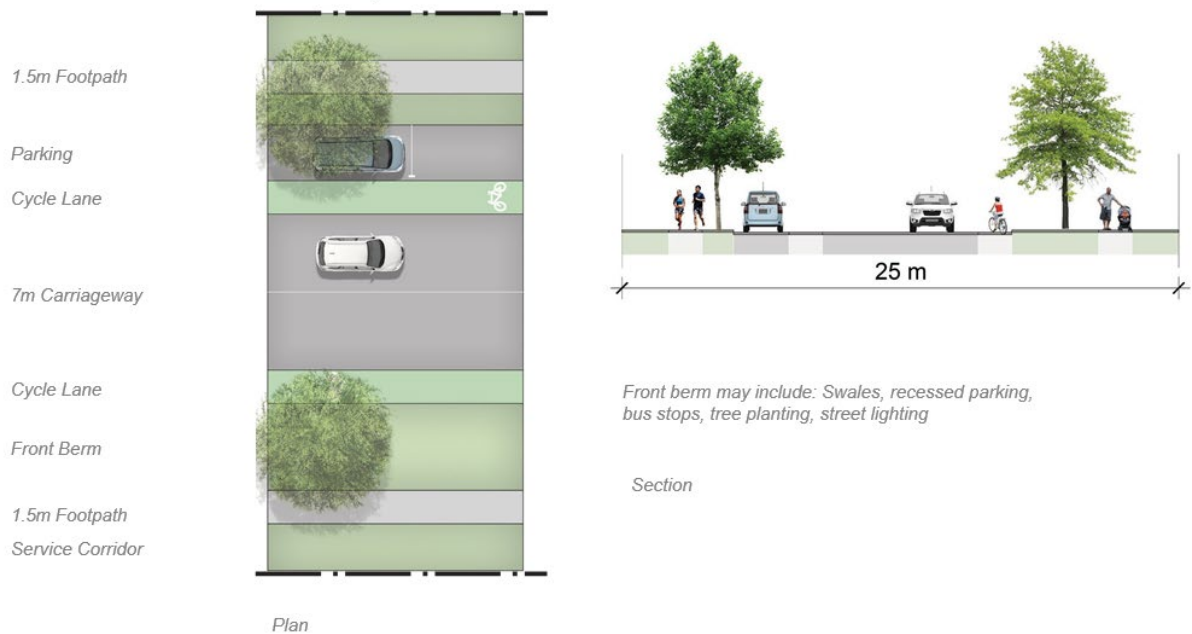 1.5m Footpath
Parking
Cycle Lane
7m Carriageway
Cycle Lane
Front Berm
1.5m Footpath
Service Corridor
Plan
25 m
Front berm may include: Swales, recessed parking,
bus stops, tree planting, street lighting
Section